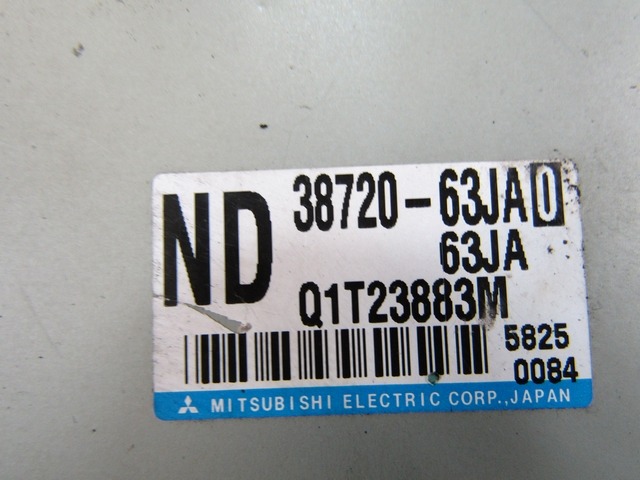 ND 38720-63JA0
63JA
Q1T23883M
5825
0084
MITSUBISHI ELECTRIC CORP., JAPAN